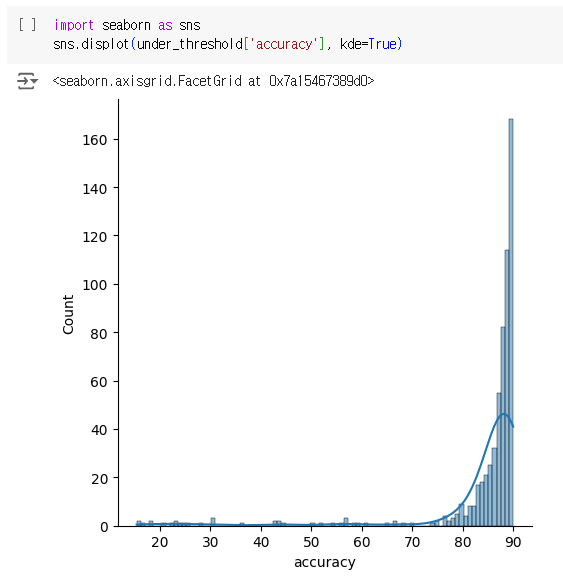 [ ] import seaborn as sns
sns.displot(under_threshold['accuracy'], kde=True)
<seaborn.axisgrid.FacetGrid at 0x7a15467389d0>
160
140
120
100
80
60
40
20
0
Count
20 30 40 50 60 70 80 90
accuracy